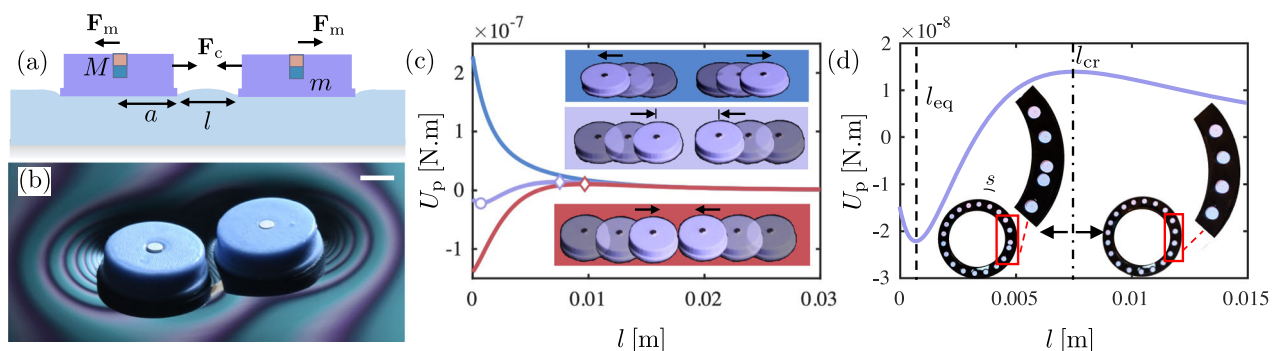 (a)
F_m
F_c
F_m
M
m
a
l
(b)
(c)
×10^-7
2
1
0
-1
U_p [N.m]
0
0.01
0.02
0.03
l [m]
(d)
×10^-8
2
1
0
-1
-2
-3
U_p [N.m]
l_eq
l_cr
s
0
0.005
0.01
0.015
l [m]